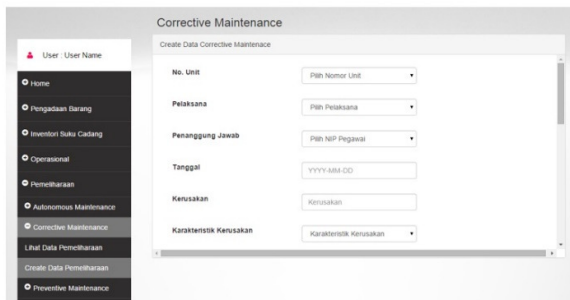 Corrective Maintenance
User : User Name
Home
Pengadaan Barang
Inventori Suku Cadang
Operasional
Pemeliharaan
Autonomous Maintenance
Corrective Maintenance
Lihat Data Pemeliharaan
Create Data Pemeliharaan
Preventive Maintenance
Create Data Corrective Maintenace
No. Unit
Pilih Nomor Unit
Pelaksana
Pilih Pelaksana
Penanggung Jawab
Pilih NIP Pegawai
Tanggal
YYYY-MM-DD
Kerusakan
Kerusakan
Karakteristik Kerusakan
Karakteristik Kerusakan